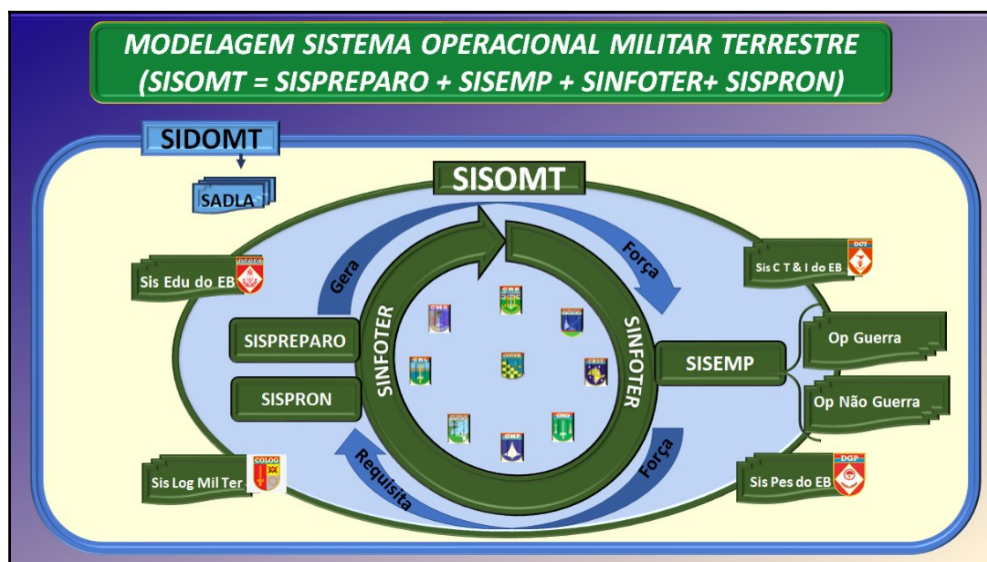 MODELAGEM SISTEMA OPERACIONAL MILITAR TERRESTRE
(SISOMT = SISPREPARO + SISEMP + SINFOTER+ SISPRON)
SIDOMT
SADLA
SISOMT
Gera
Força
Sis Edu do EB
DCT
Sis C T & I do EB
SISPREPARO
SISPRON
SINFOTER
SINFOTER
SISEMP
Op Guerra
Op Não Guerra
Requisita
Força
Sis Log Mil Ter
COLOG
Sis Pes do EB
DGP